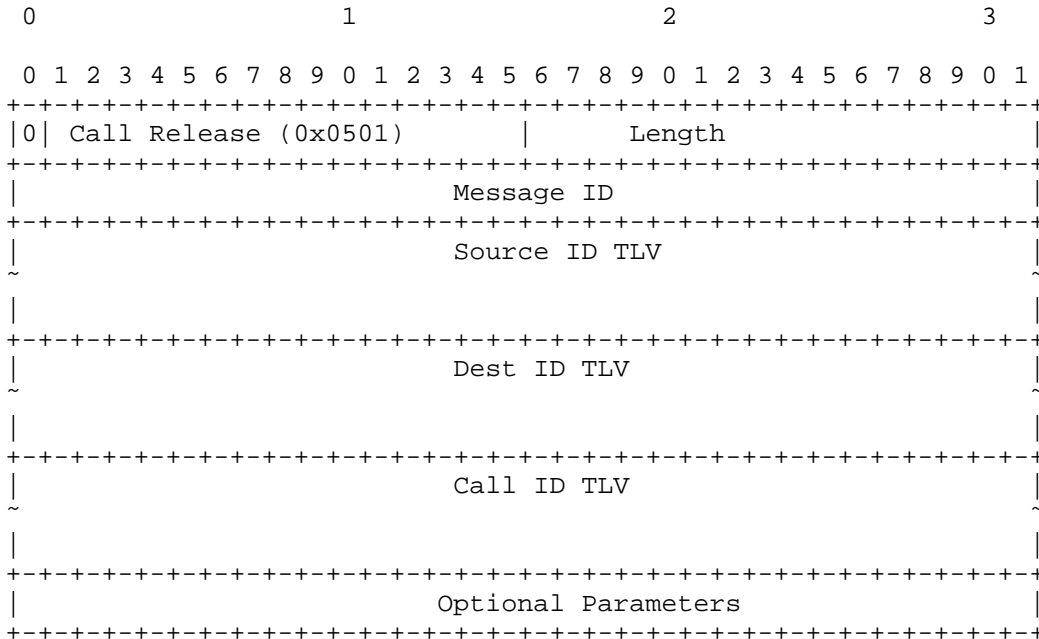 0                   1                   2                   3
0 1 2 3 4 5 6 7 8 9 0 1 2 3 4 5 6 7 8 9 0 1 2 3 4 5 6 7 8 9 0 1
+-+-+-+-+-+-+-+-+-+-+-+-+-+-+-+-+-+-+-+-+-+-+-+-+-+-+-+-+-+-+-+-+
|0| Call Release (0x0501)       |      Length                   |
+-+-+-+-+-+-+-+-+-+-+-+-+-+-+-+-+-+-+-+-+-+-+-+-+-+-+-+-+-+-+-+-+
|                           Message ID                          |
+-+-+-+-+-+-+-+-+-+-+-+-+-+-+-+-+-+-+-+-+-+-+-+-+-+-+-+-+-+-+-+-+
|                           Source ID TLV                       |
~                                                               ~
|                                                               |
+-+-+-+-+-+-+-+-+-+-+-+-+-+-+-+-+-+-+-+-+-+-+-+-+-+-+-+-+-+-+-+-+
|                           Dest ID TLV                         |
~                                                               ~
|                                                               |
+-+-+-+-+-+-+-+-+-+-+-+-+-+-+-+-+-+-+-+-+-+-+-+-+-+-+-+-+-+-+-+-+
|                           Call ID TLV                         |
~                                                               ~
|                                                               |
+-+-+-+-+-+-+-+-+-+-+-+-+-+-+-+-+-+-+-+-+-+-+-+-+-+-+-+-+-+-+-+-+
|                          Optional Parameters                  |
+-+-+-+-+-+-+-+-+-+-+-+-+-+-+-+-+-+-+-+-+-+-+-+-+-+-+-+-+-+-+-+-+